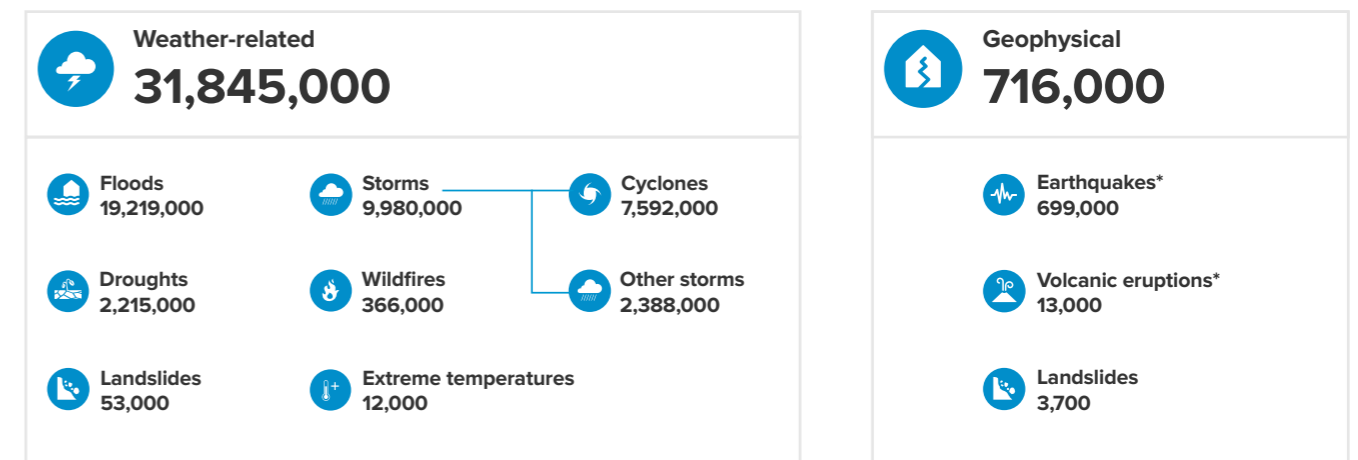 Weather-related
31,845,000
Floods
19,219,000
Storms
9,980,000
Cyclones
7,592,000
Droughts
2,215,000
Wildfires
366,000
Other storms
2,388,000
Landslides
53,000
Extreme temperatures
12,000
Geophysical
716,000
Earthquakes*
699,000
Volcanic eruptions*
13,000
Landslides
3,700